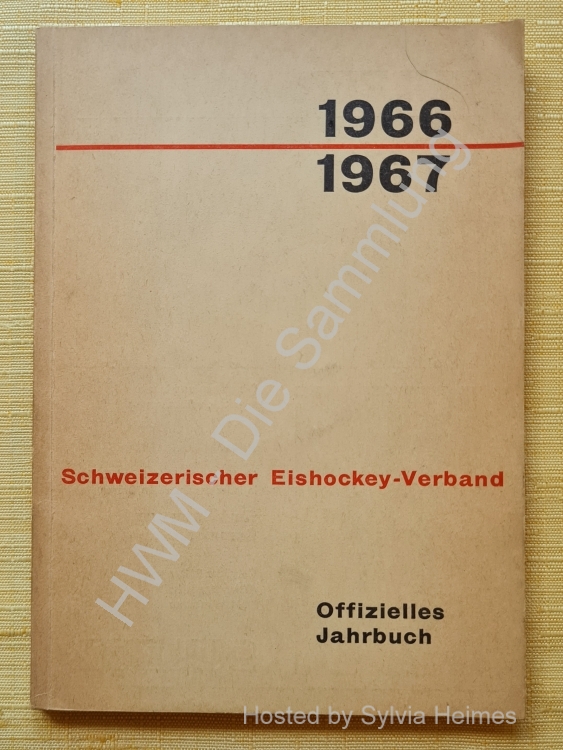 1966
1967
HWM - Die Sammlung
Schweizerischer Eishockey-Verband
Offizielles
Jahrbuch
Hosted by Sylvia Heimes